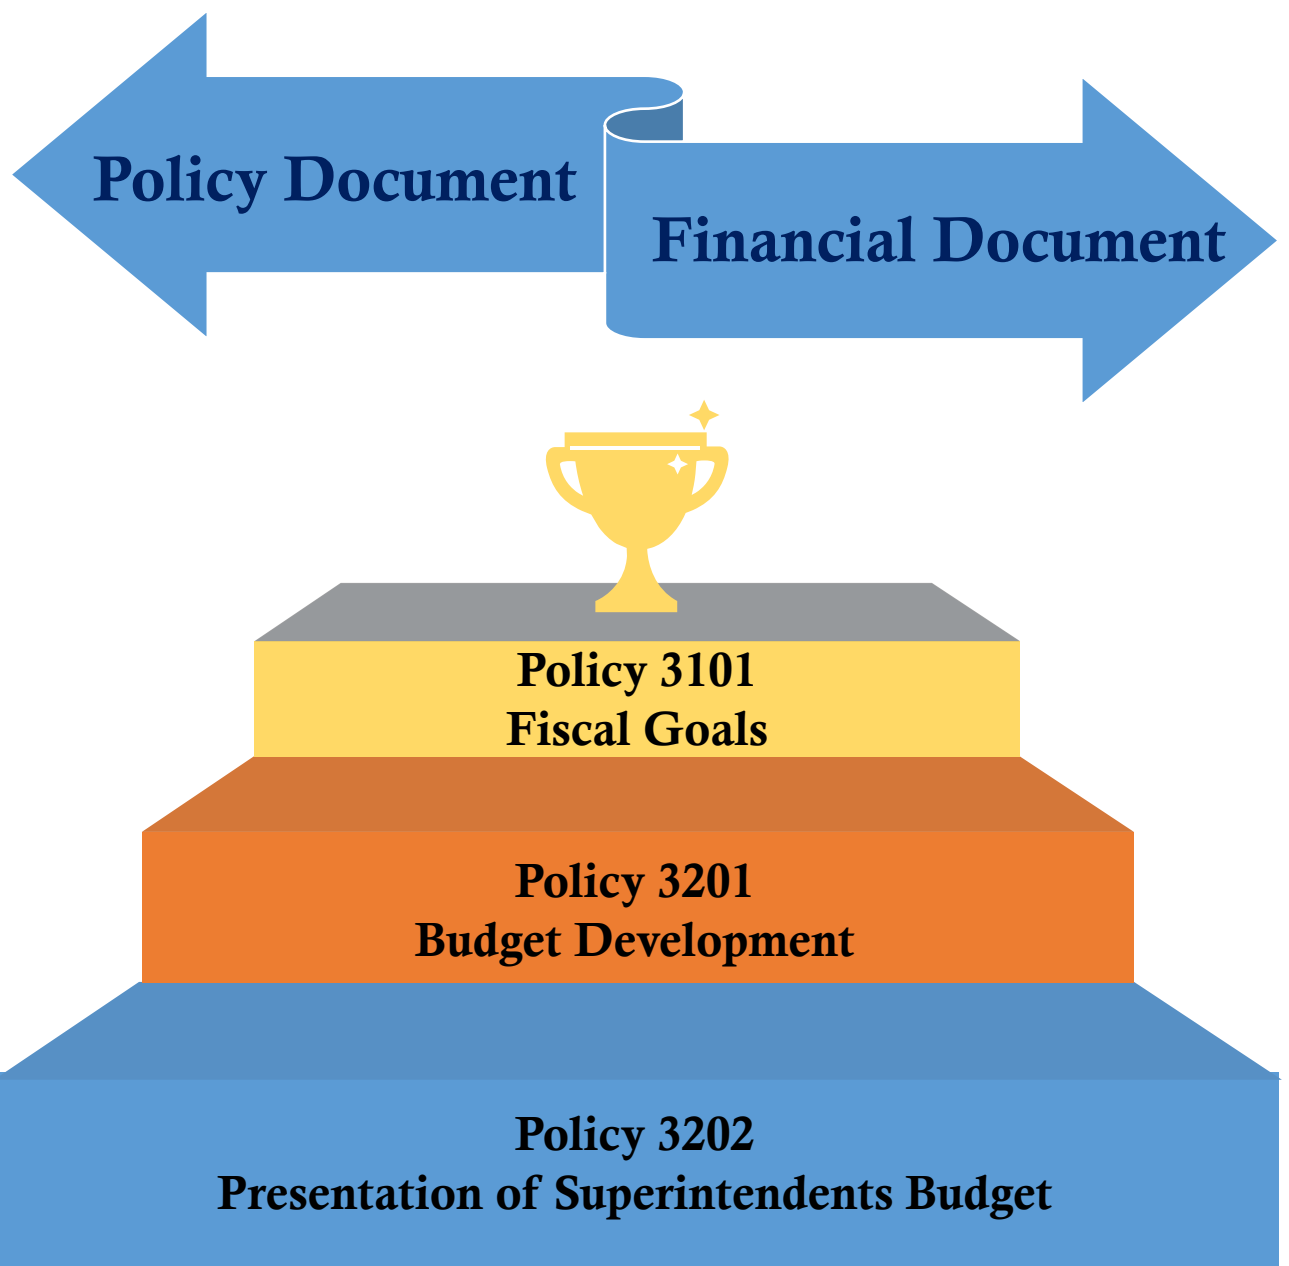 Policy Document
Financial Document
Policy 3101
Fiscal Goals
Policy 3201
Budget Development
Policy 3202
Presentation of Superintendents Budget